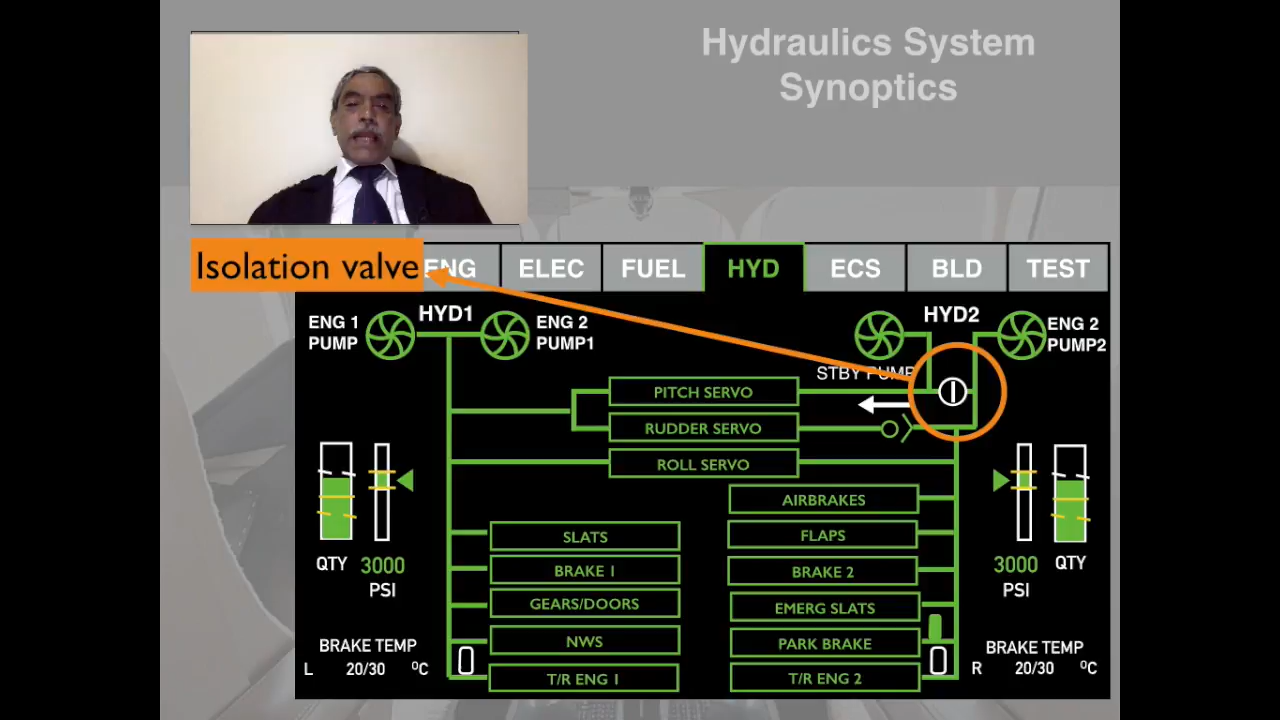 Hydraulics System
Synoptics
Isolation valve
ENG
ELEC
FUEL
HYD
ECS
BLD
TEST
ENG 1
PUMP
HYD1
ENG 2
PUMP1
HYD2
ENG 2
PUMP2
STBY PUMP
PITCH SERVO
RUDDER SERVO
ROLL SERVO
AIRBRAKES
SLATS
FLAPS
BRAKE 1
BRAKE 2
GEARS/DOORS
EMERG SLATS
NWS
PARK BRAKE
T/R ENG 1
T/R ENG 2
QTY
3000
PSI
3000
PSI
QTY
BRAKE TEMP
L 20/30 ºC
BRAKE TEMP
R 20/30 ºC